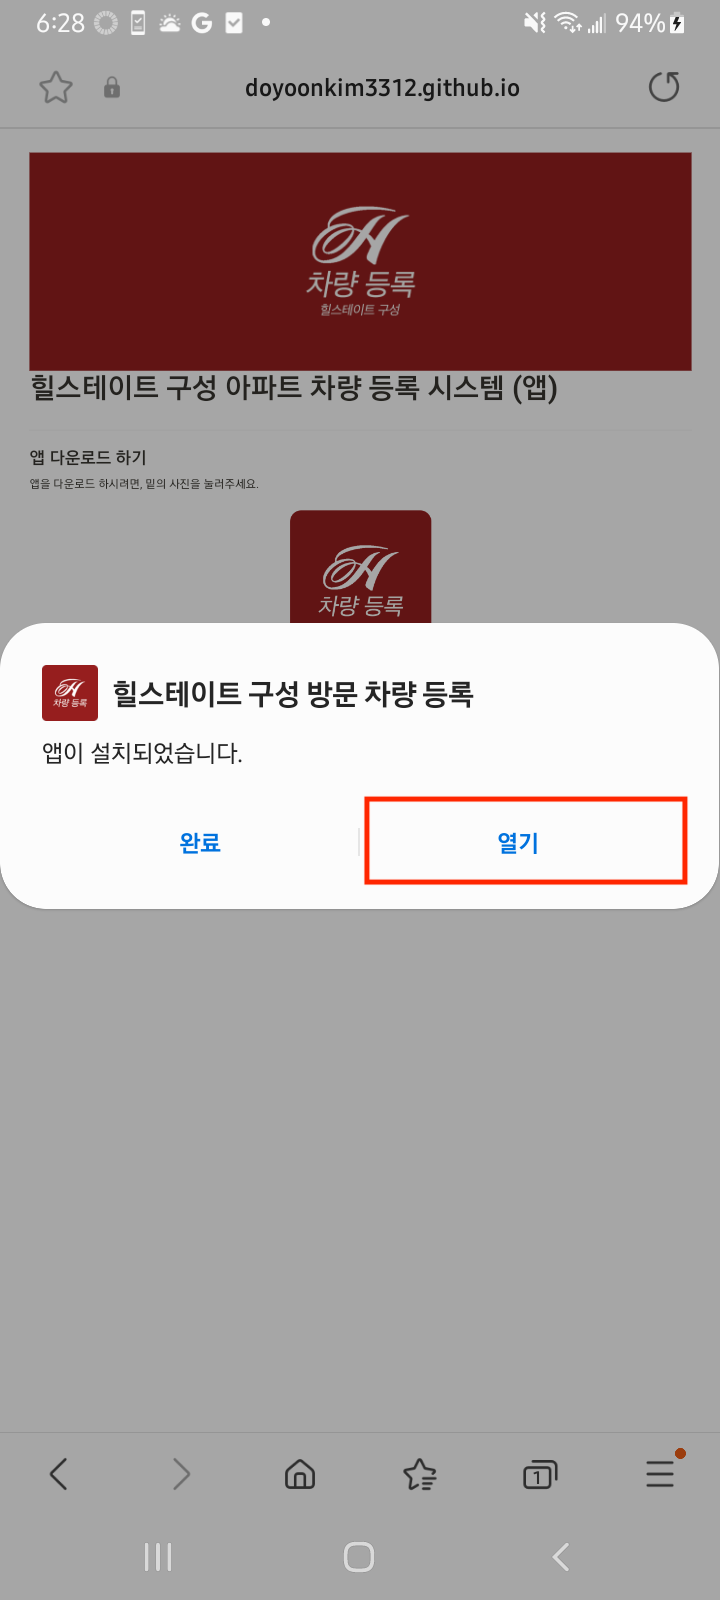 6:28
94%
doyoonkim3312.github.io
H
차량 등록
힐스테이트 구성
힐스테이트 구성 아파트 차량 등록 시스템 (앱)
앱 다운로드 하기
앱을 다운로드 하시려면, 밑의 사진을 눌러주세요.
H
차량 등록
H
차량 등록
힐스테이트 구성 방문 차량 등록
앱이 설치되었습니다.
완료
열기
1